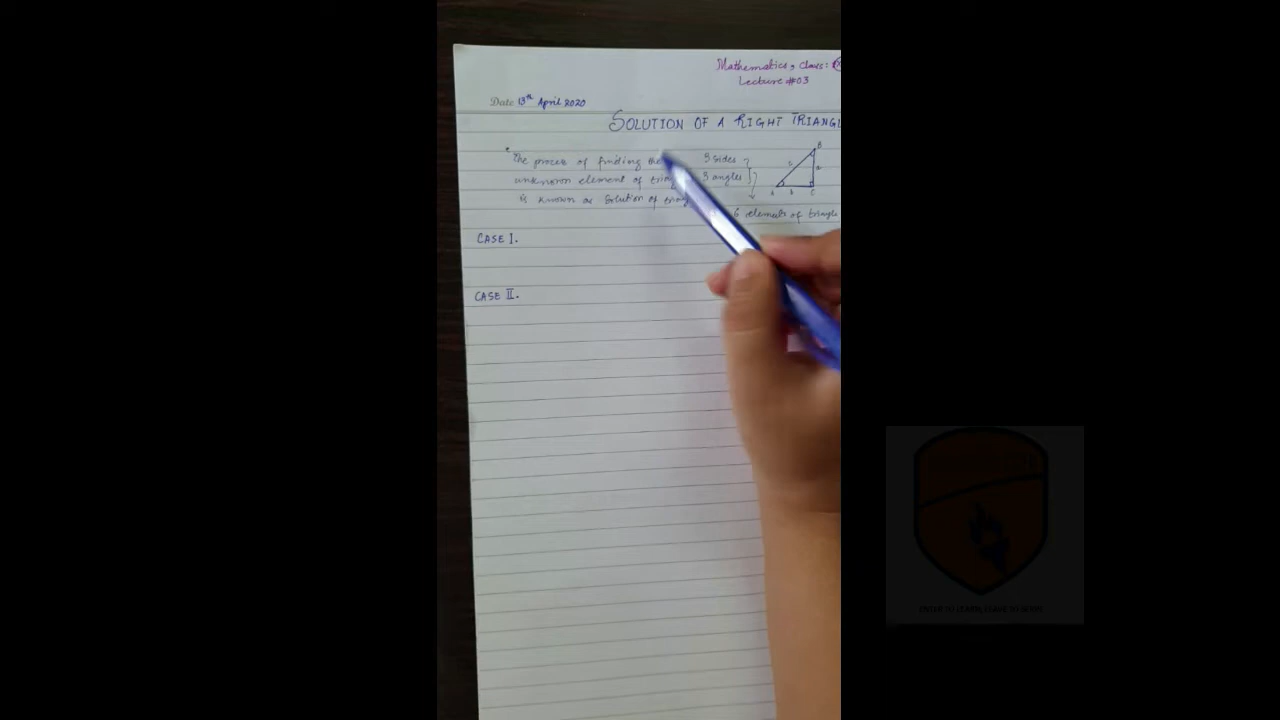 Mathematics, Class:
Lecture #03
Date 13th April 2020
SOLUTION OF A RIGHT TRIANGL
The process of finding the 3 sides
unknown element of 3 angles
is known as Solution of
6 elements of triangle
B
c a
A b C
CASE I.
CASE II.